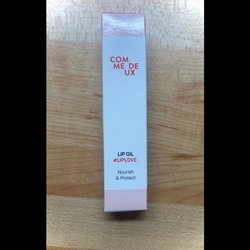 COM
ME DE
UX
LIP OIL
#LIPLOVE
Nourish
& Protect